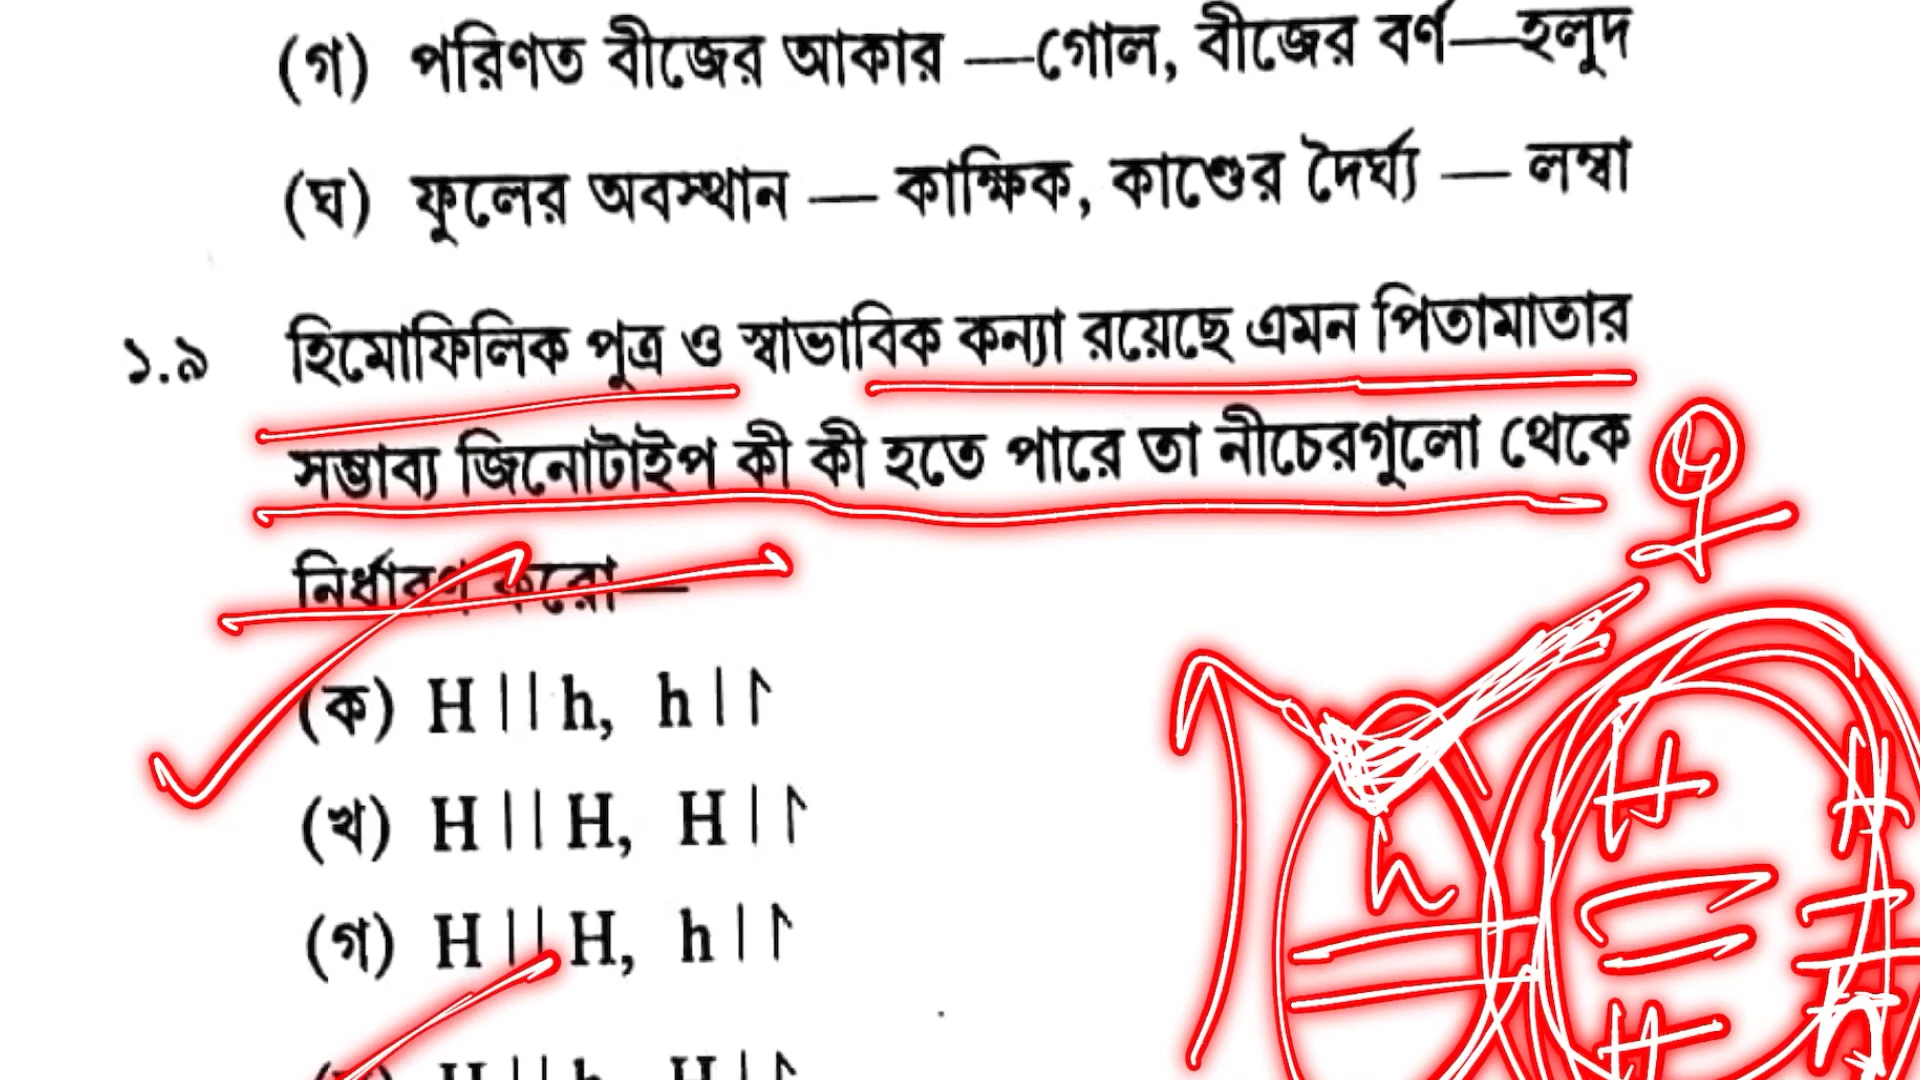 (গ) পরিণত বীজের আকার —গোল, বীজের বর্ণ—হলুদ
(ঘ) ফুলের অবস্থান — কাক্ষিক, কাণ্ডের দৈর্ঘ্য — লম্বা
১.৯ হিমোফিলিক পুত্র ও স্বাভাবিক কন্যা রয়েছে এমন পিতামাতার
সম্ভাব্য জিনোটাইপ কী কী হতে পারে তা নীচেরগুলো থেকে
নির্ধারণ করো—
(ক) H||h, h|↾
(খ) H||H, H|↾
(গ) H||H, h|↾
H||h, H|↾
♀
h